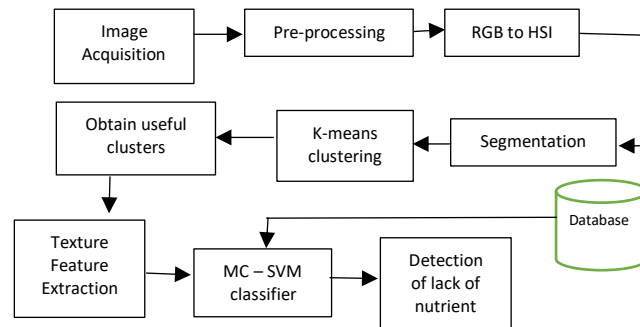 Image
Acquisition
Pre-processing
RGB to HSI
Segmentation
K-means
clustering
Obtain useful
clusters
Texture
Feature
Extraction
MC – SVM
classifier
Database
Detection
of lack of
nutrient